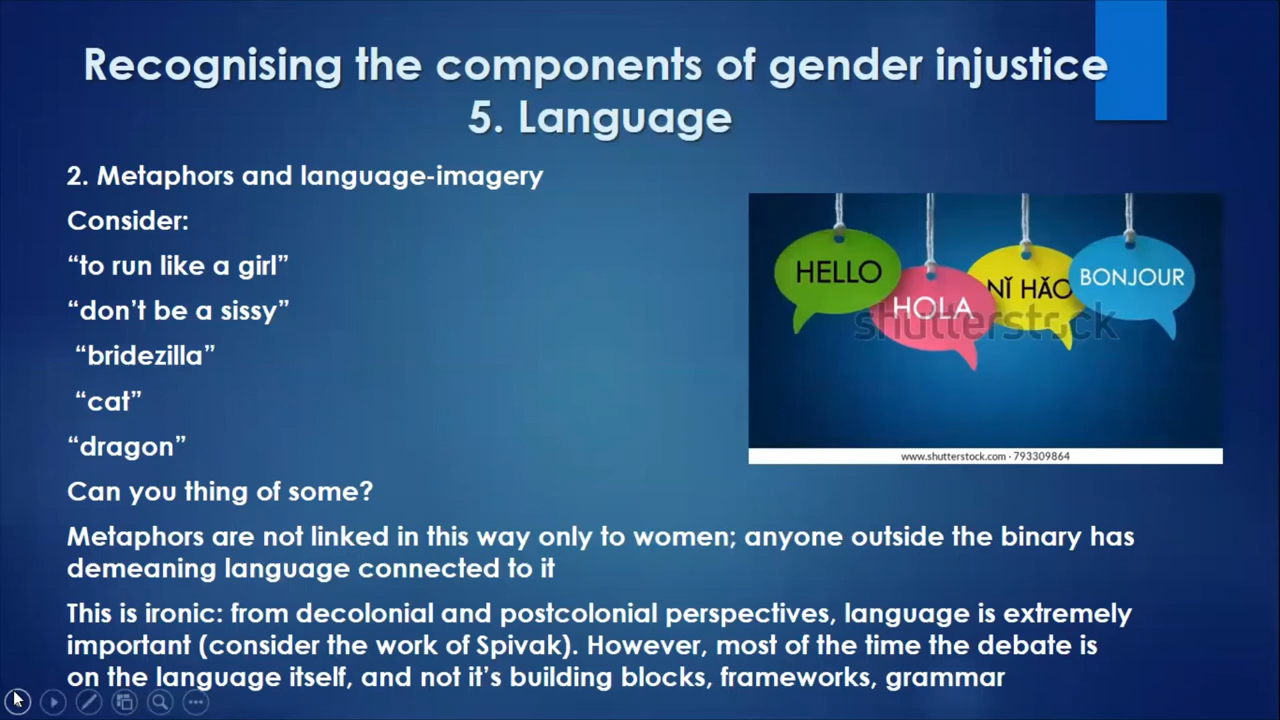 Recognising the components of gender injustice
5. Language
2. Metaphors and language-imagery
Consider:
“to run like a girl”
“don’t be a sissy”
“bridezilla”
“cat”
“dragon”
Can you thing of some?
Metaphors are not linked in this way only to women; anyone outside the binary has
demeaning language connected to it
This is ironic: from decolonial and postcolonial perspectives, language is extremely
important (consider the work of Spivak). However, most of the time the debate is
on the language itself, and not it’s building blocks, frameworks, grammar
HELLO
HOLA
NǏ HǍO
BONJOUR
shutterstock
www.shutterstock.com · 793309864